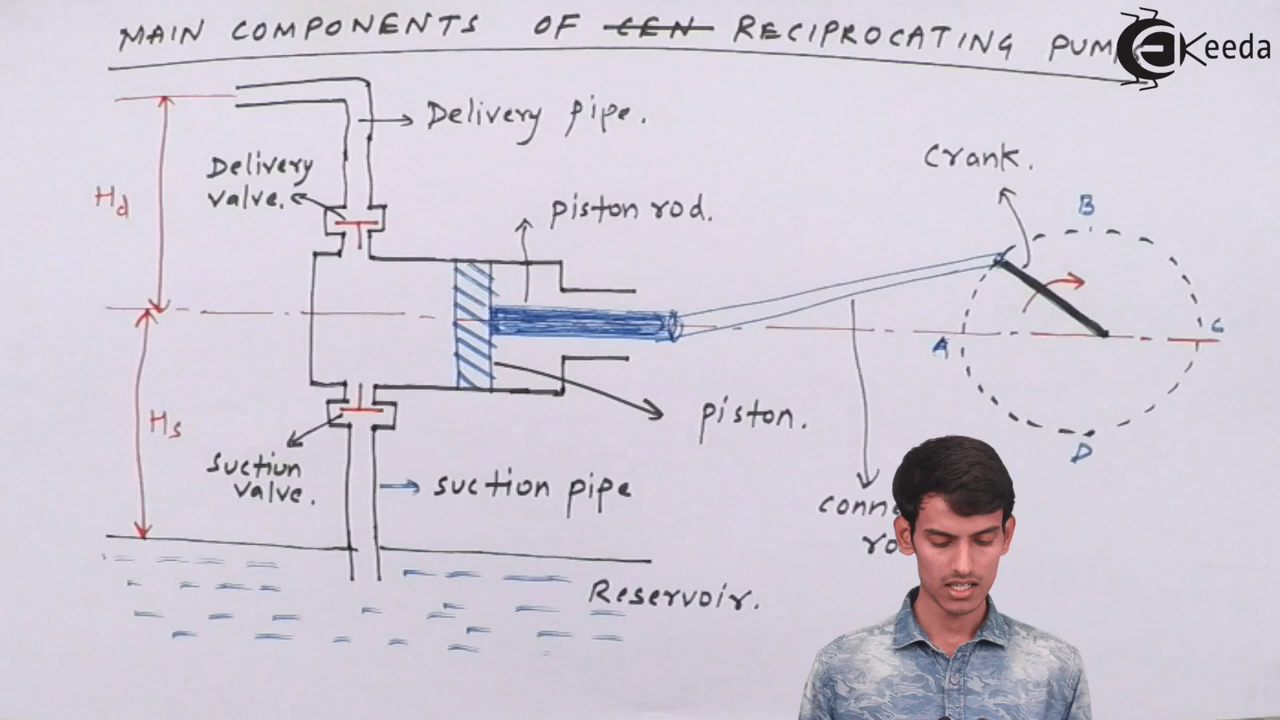 MAIN COMPONENTS OF CEN RECIPROCATING PUMP
Keeda
Delivery pipe.
Crank.
Delivery
valve.
Hd
piston rod.
B
C
A
Hs
piston.
D
suction
valve.
suction pipe
Reservoir.